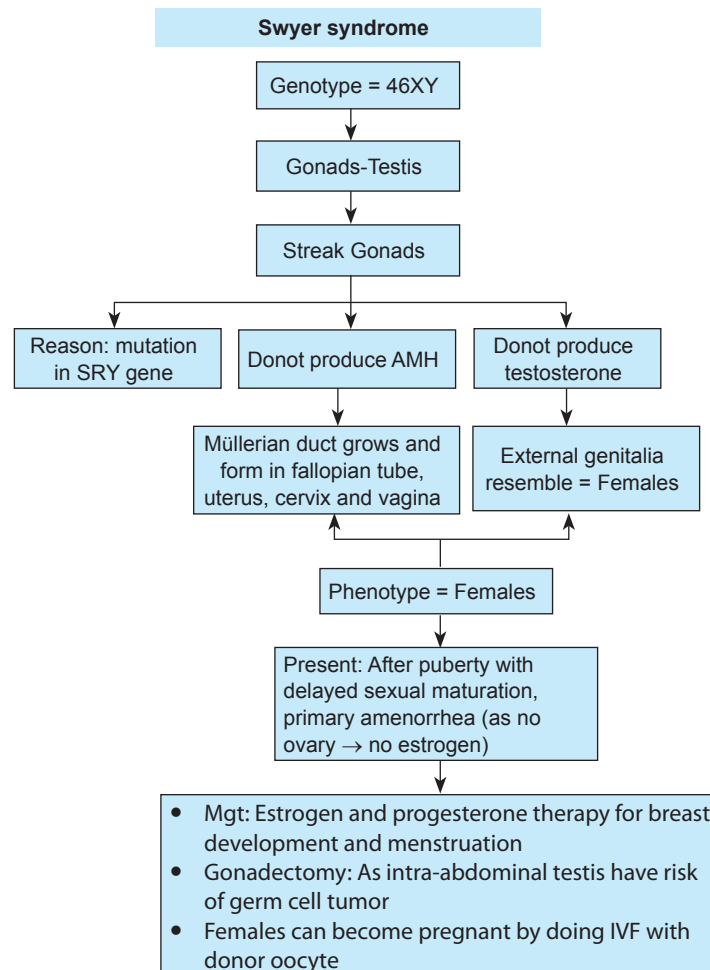 Swyer syndrome
Genotype = 46XY
Gonads-Testis
Streak Gonads
Reason: mutation
in SRY gene
Donot produce AMH
Donot produce
testosterone
Müllerian duct grows and
form in fallopian tube,
uterus, cervix and vagina
External genitalia
resemble = Females
Phenotype = Females
Present: After puberty with
delayed sexual maturation,
primary amenorrhea (as no
ovary → no estrogen)
• Mgt: Estrogen and progesterone therapy for breast
development and menstruation
• Gonadectomy: As intra-abdominal testis have risk
of germ cell tumor
• Females can become pregnant by doing IVF with
donor oocyte